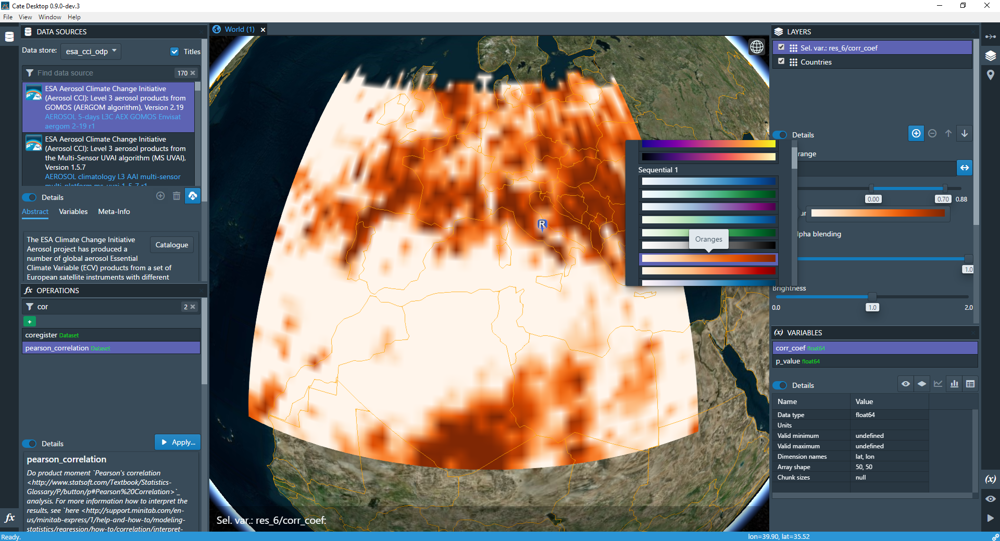 Cate Desktop 0.9.0-dev.3
File View Window Help
DATA SOURCES
Data store: esa_cci_odp Titles
Find data source 170
ESA Aerosol Climate Change Initiative
(Aerosol CCI): Level 3 aerosol products from
GOMOS (AERGOM algorithm), Version 2.19
AEROSOL 5-days L3C AEX GOMOS Envisat
aergom 2-19 r1
ESA Aerosol Climate Change Initiative
(Aerosol CCI): Level 3 aerosol products from
the Multi-Sensor UVAI algorithm (MS UVAI),
Version 1.5.7
AEROSOL climatology L3 AAI multi-sensor
multi-platform ms-uvai 1-5-7 r1
Details
Abstract Variables Meta-Info
The ESA Climate Change Initiative
Aerosol project has produced a
number of global aerosol Essential
Climate Variable (ECV) products from a set of
European satellite instruments with different
Catalogue
fx OPERATIONS
cor 2
+
coregister Dataset
pearson_correlation Dataset
Details
Apply...
pearson_correlation
Do product moment `Pearson's correlation
<http://www.statsoft.com/Textbook/Statistics-
Glossary/P/button/p#Pearson%20Correlation>`_
analysis. For more information how to interpret the
results, see `here <http://support.minitab.com/en-
us/minitab-express/1/help-and-how-to/modeling-
statistics/regression/how-to/correlation/interpret-
fx
World (1)
R
Sel. var.: res_6/corr_coef:
Sequential 1
Oranges
LAYERS
Sel. var.: res_6/corr_coef
Countries
Details
range
0.00 0.70 0.88
ar
lpha blending
1.0
Brightness
0.0 1.0 2.0
(x) VARIABLES
corr_coef float64
p_value float64
Details
Name Value
Data type float64
Units
Valid minimum undefined
Valid maximum undefined
Dimension names lat, lon
Array shape 50, 50
Chunk sizes null
(x)
Ready.
lon=39.90, lat=35.52